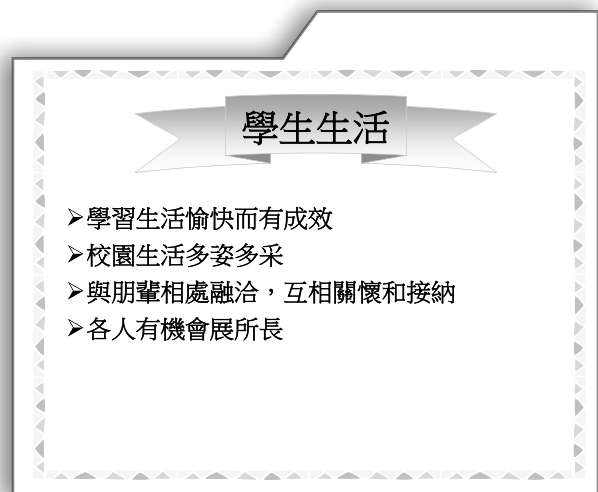 學生生活
➢學習生活愉快而有成效
➢校園生活多姿多采
➢與朋輩相處融洽，互相關懷和接納
➢各人有機會展所長